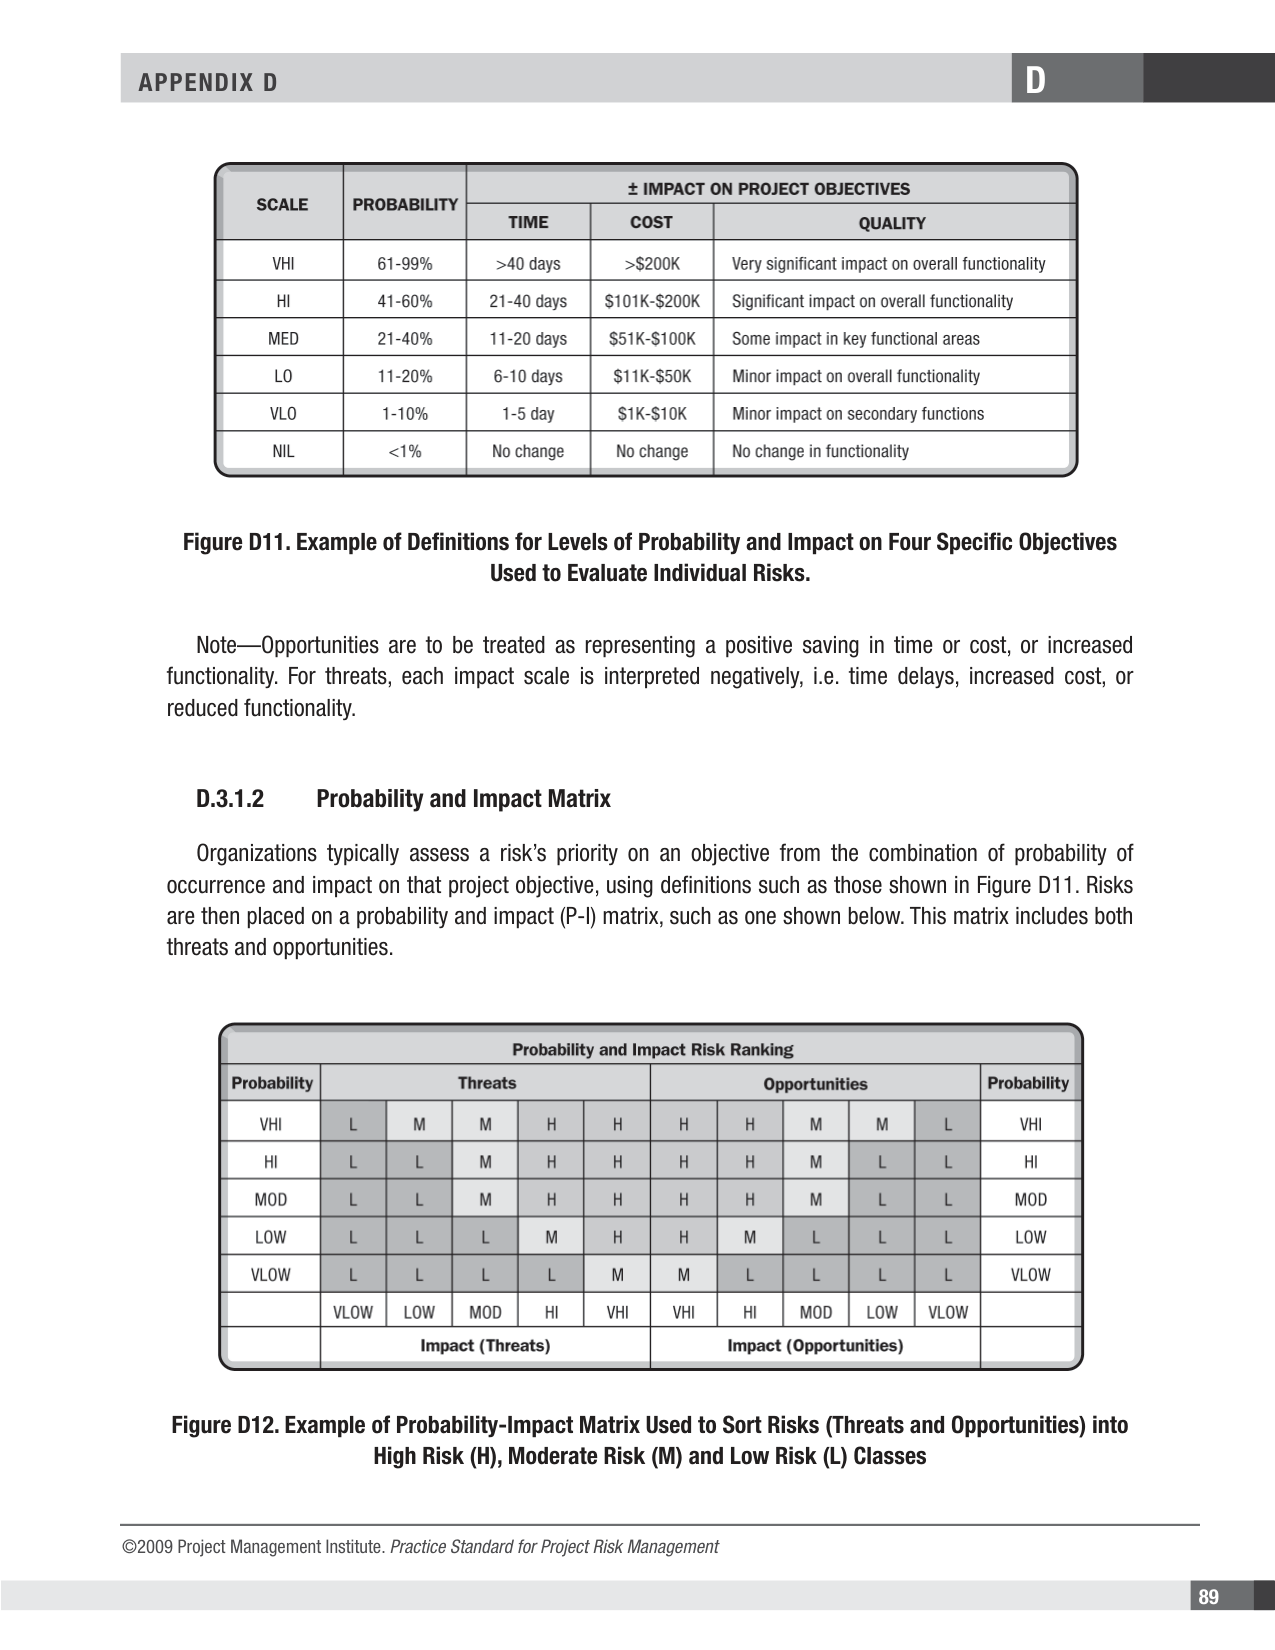 APPENDIX D
D
± IMPACT ON PROJECT OBJECTIVES
SCALE PROBABILITY
TIME COST QUALITY
VHI 61-99% >40 days >$200K Very significant impact on overall functionality
HI 41-60% 21-40 days $101K-$200K Significant impact on overall functionality
MED 21-40% 11-20 days $51K-$100K Some impact in key functional areas
LO 11-20% 6-10 days $11K-$50K Minor impact on overall functionality
VLO 1-10% 1-5 day $1K-$10K Minor impact on secondary functions
NIL <1% No change No change No change in functionality
Figure D11. Example of Definitions for Levels of Probability and Impact on Four Specific Objectives
Used to Evaluate Individual Risks.
Note—Opportunities are to be treated as representing a positive saving in time or cost, or increased
functionality. For threats, each impact scale is interpreted negatively, i.e. time delays, increased cost, or
reduced functionality.
D.3.1.2 Probability and Impact Matrix
Organizations typically assess a risk’s priority on an objective from the combination of probability of
occurrence and impact on that project objective, using definitions such as those shown in Figure D11. Risks
are then placed on a probability and impact (P-I) matrix, such as one shown below. This matrix includes both
threats and opportunities.
Probability and Impact Risk Ranking
Probability Threats Opportunities Probability
VHI L M M H H H H M M L VHI
HI L L M H H H H M L L HI
MOD L L M H H H H M L L MOD
LOW L L L M H H M L L L LOW
VLOW L L L L M M L L L L VLOW
VLOW LOW MOD HI VHI VHI HI MOD LOW VLOW
Impact (Threats) Impact (Opportunities)
Figure D12. Example of Probability-Impact Matrix Used to Sort Risks (Threats and Opportunities) into
High Risk (H), Moderate Risk (M) and Low Risk (L) Classes
©2009 Project Management Institute. Practice Standard for Project Risk Management
89